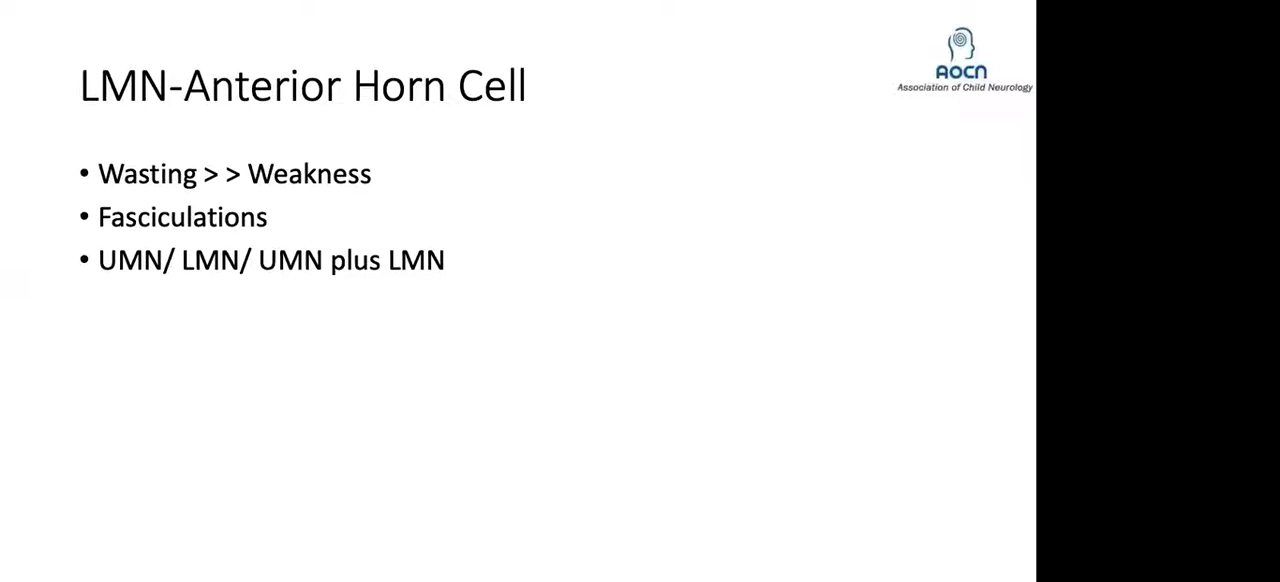 AOCN
Association of Child Neurology
LMN-Anterior Horn Cell
• Wasting > > Weakness
• Fasciculations
• UMN/ LMN/ UMN plus LMN